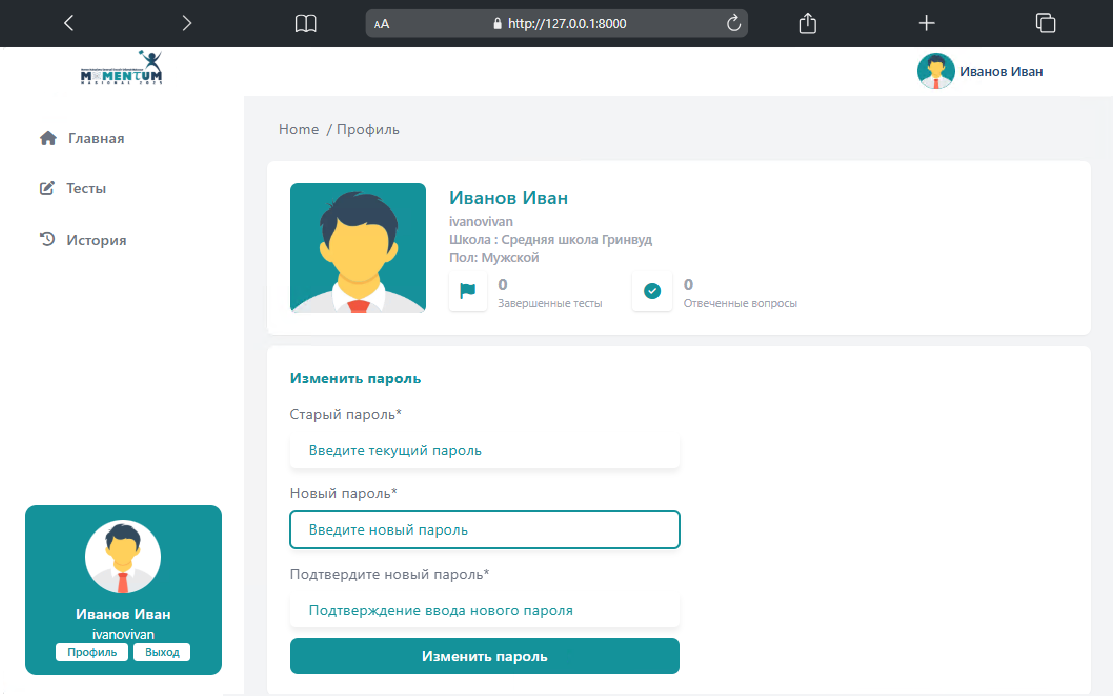 AA http://127.0.0.1:8000
MOMENTUM
NASIONAL 2021
Иванов Иван
Главная
Тесты
История
Home / Профиль
Иванов Иван
ivanovivan
Школа : Средняя школа Гринвуд
Пол: Мужской
0
Завершенные тесты
0
Отвеченные вопросы
Изменить пароль
Старый пароль*
Введите текущий пароль
Новый пароль*
Введите новый пароль
Подтвердите новый пароль*
Подтверждение ввода нового пароля
Изменить пароль
Иванов Иван
ivanovivan
Профиль
Выход